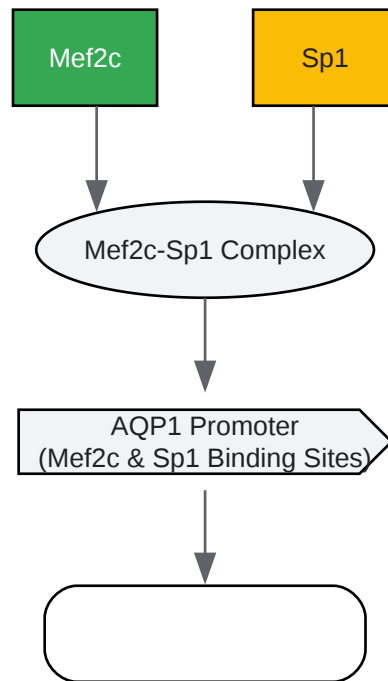 Mef2c
Sp1
Mef2c-Sp1 Complex
AQP1 Promoter
(Mef2c & Sp1 Binding Sites)